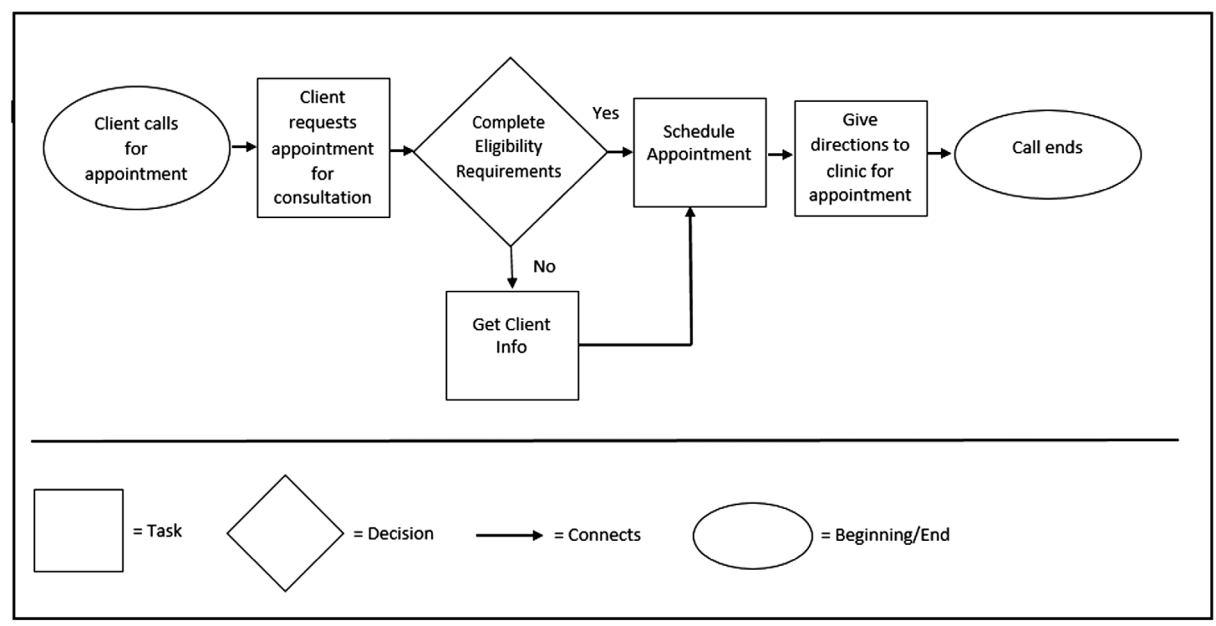 Client calls
for
appointment
Client
requests
appointment
for
consultation
Complete
Eligibility
Requirements
Yes
Schedule
Appointment
Give
directions to
clinic for
appointment
Call ends
No
Get Client
Info
= Task
= Decision
= Connects
= Beginning/End